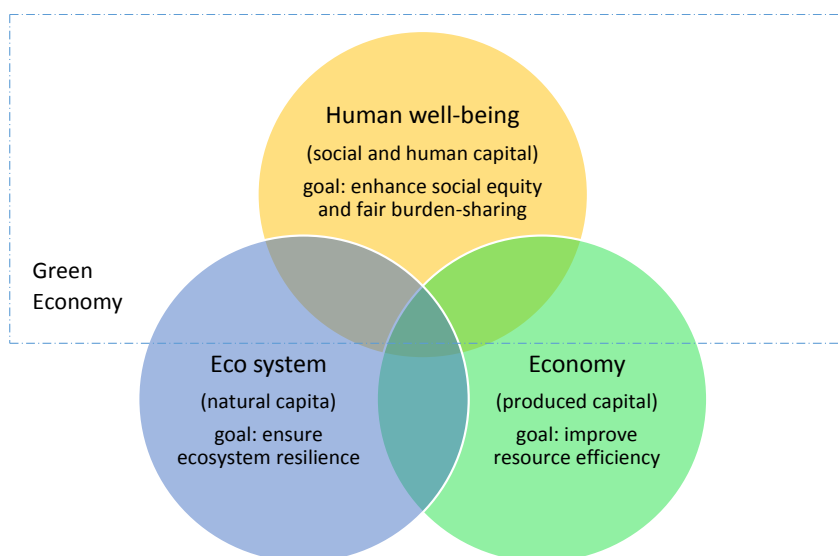 Human well-being
(social and human capital)
goal: enhance social equity
and fair burden-sharing
Green
Economy
Eco system
(natural capita)
goal: ensure
ecosystem resilience
Economy
(produced capital)
goal: improve
resource efficiency